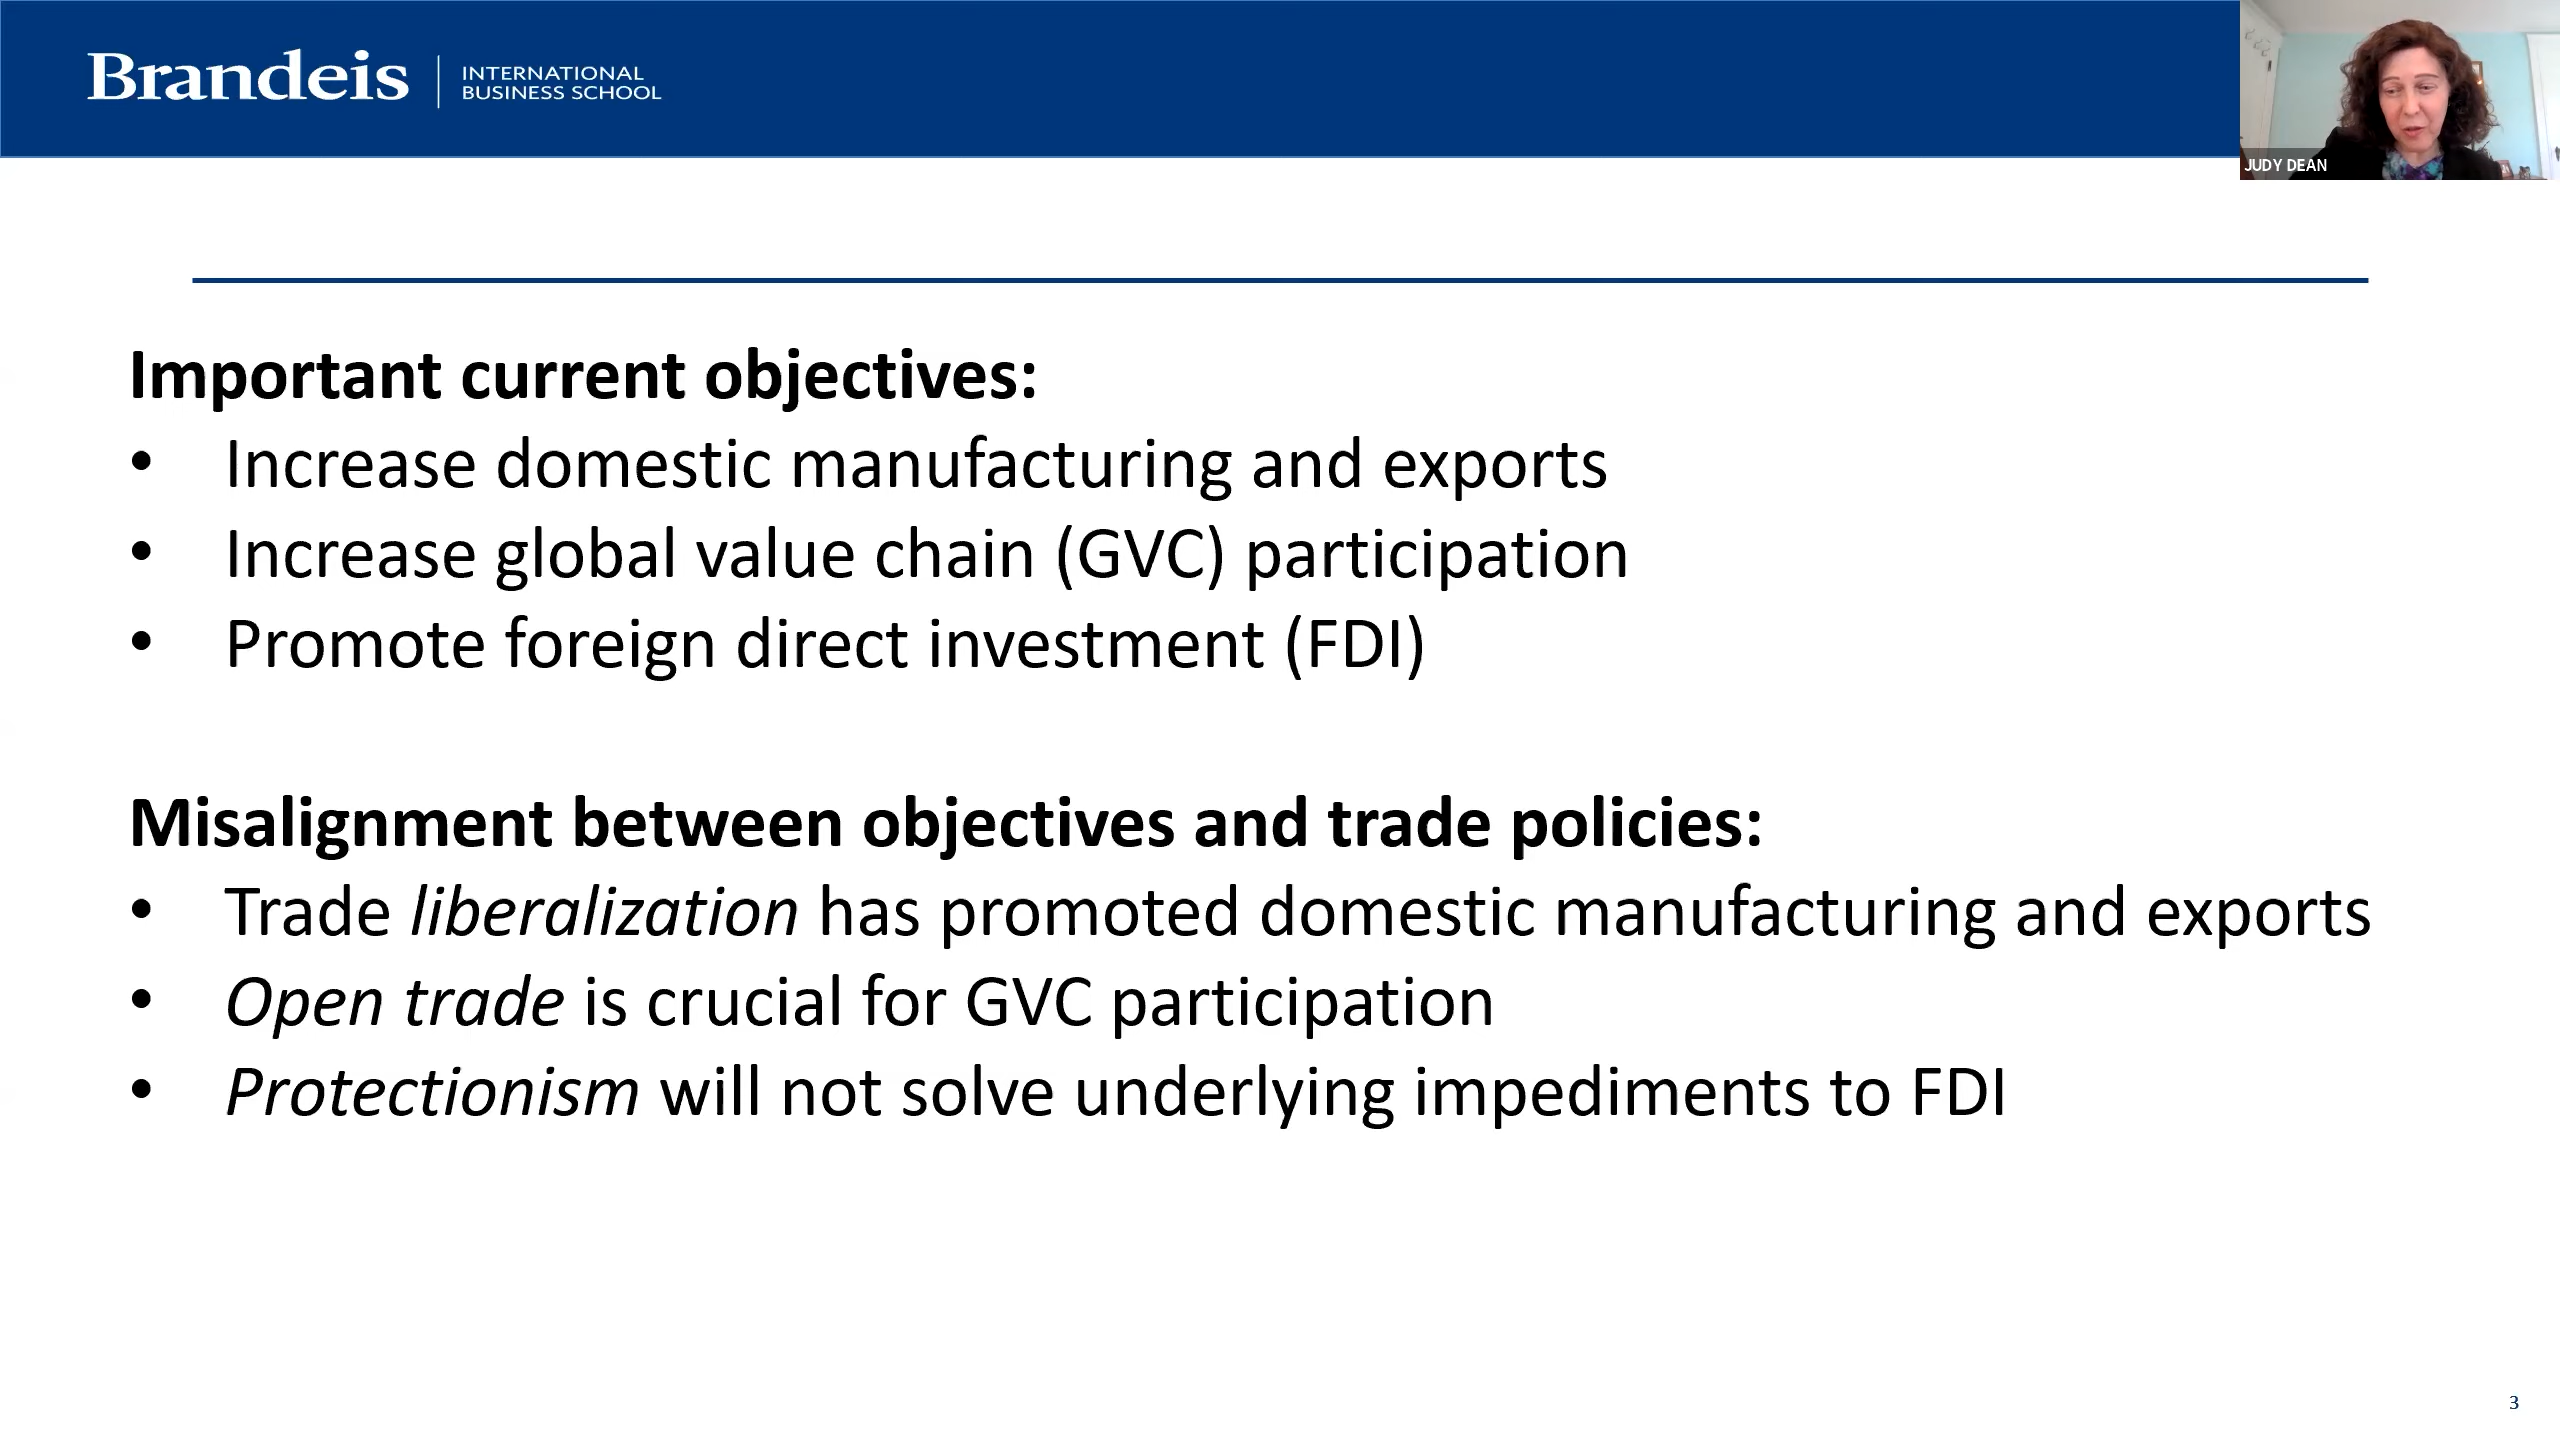 Brandeis
INTERNATIONAL
BUSINESS SCHOOL
JUDY DEAN
Important current objectives:
• Increase domestic manufacturing and exports
• Increase global value chain (GVC) participation
• Promote foreign direct investment (FDI)
Misalignment between objectives and trade policies:
• Trade liberalization has promoted domestic manufacturing and exports
• Open trade is crucial for GVC participation
• Protectionism will not solve underlying impediments to FDI
3